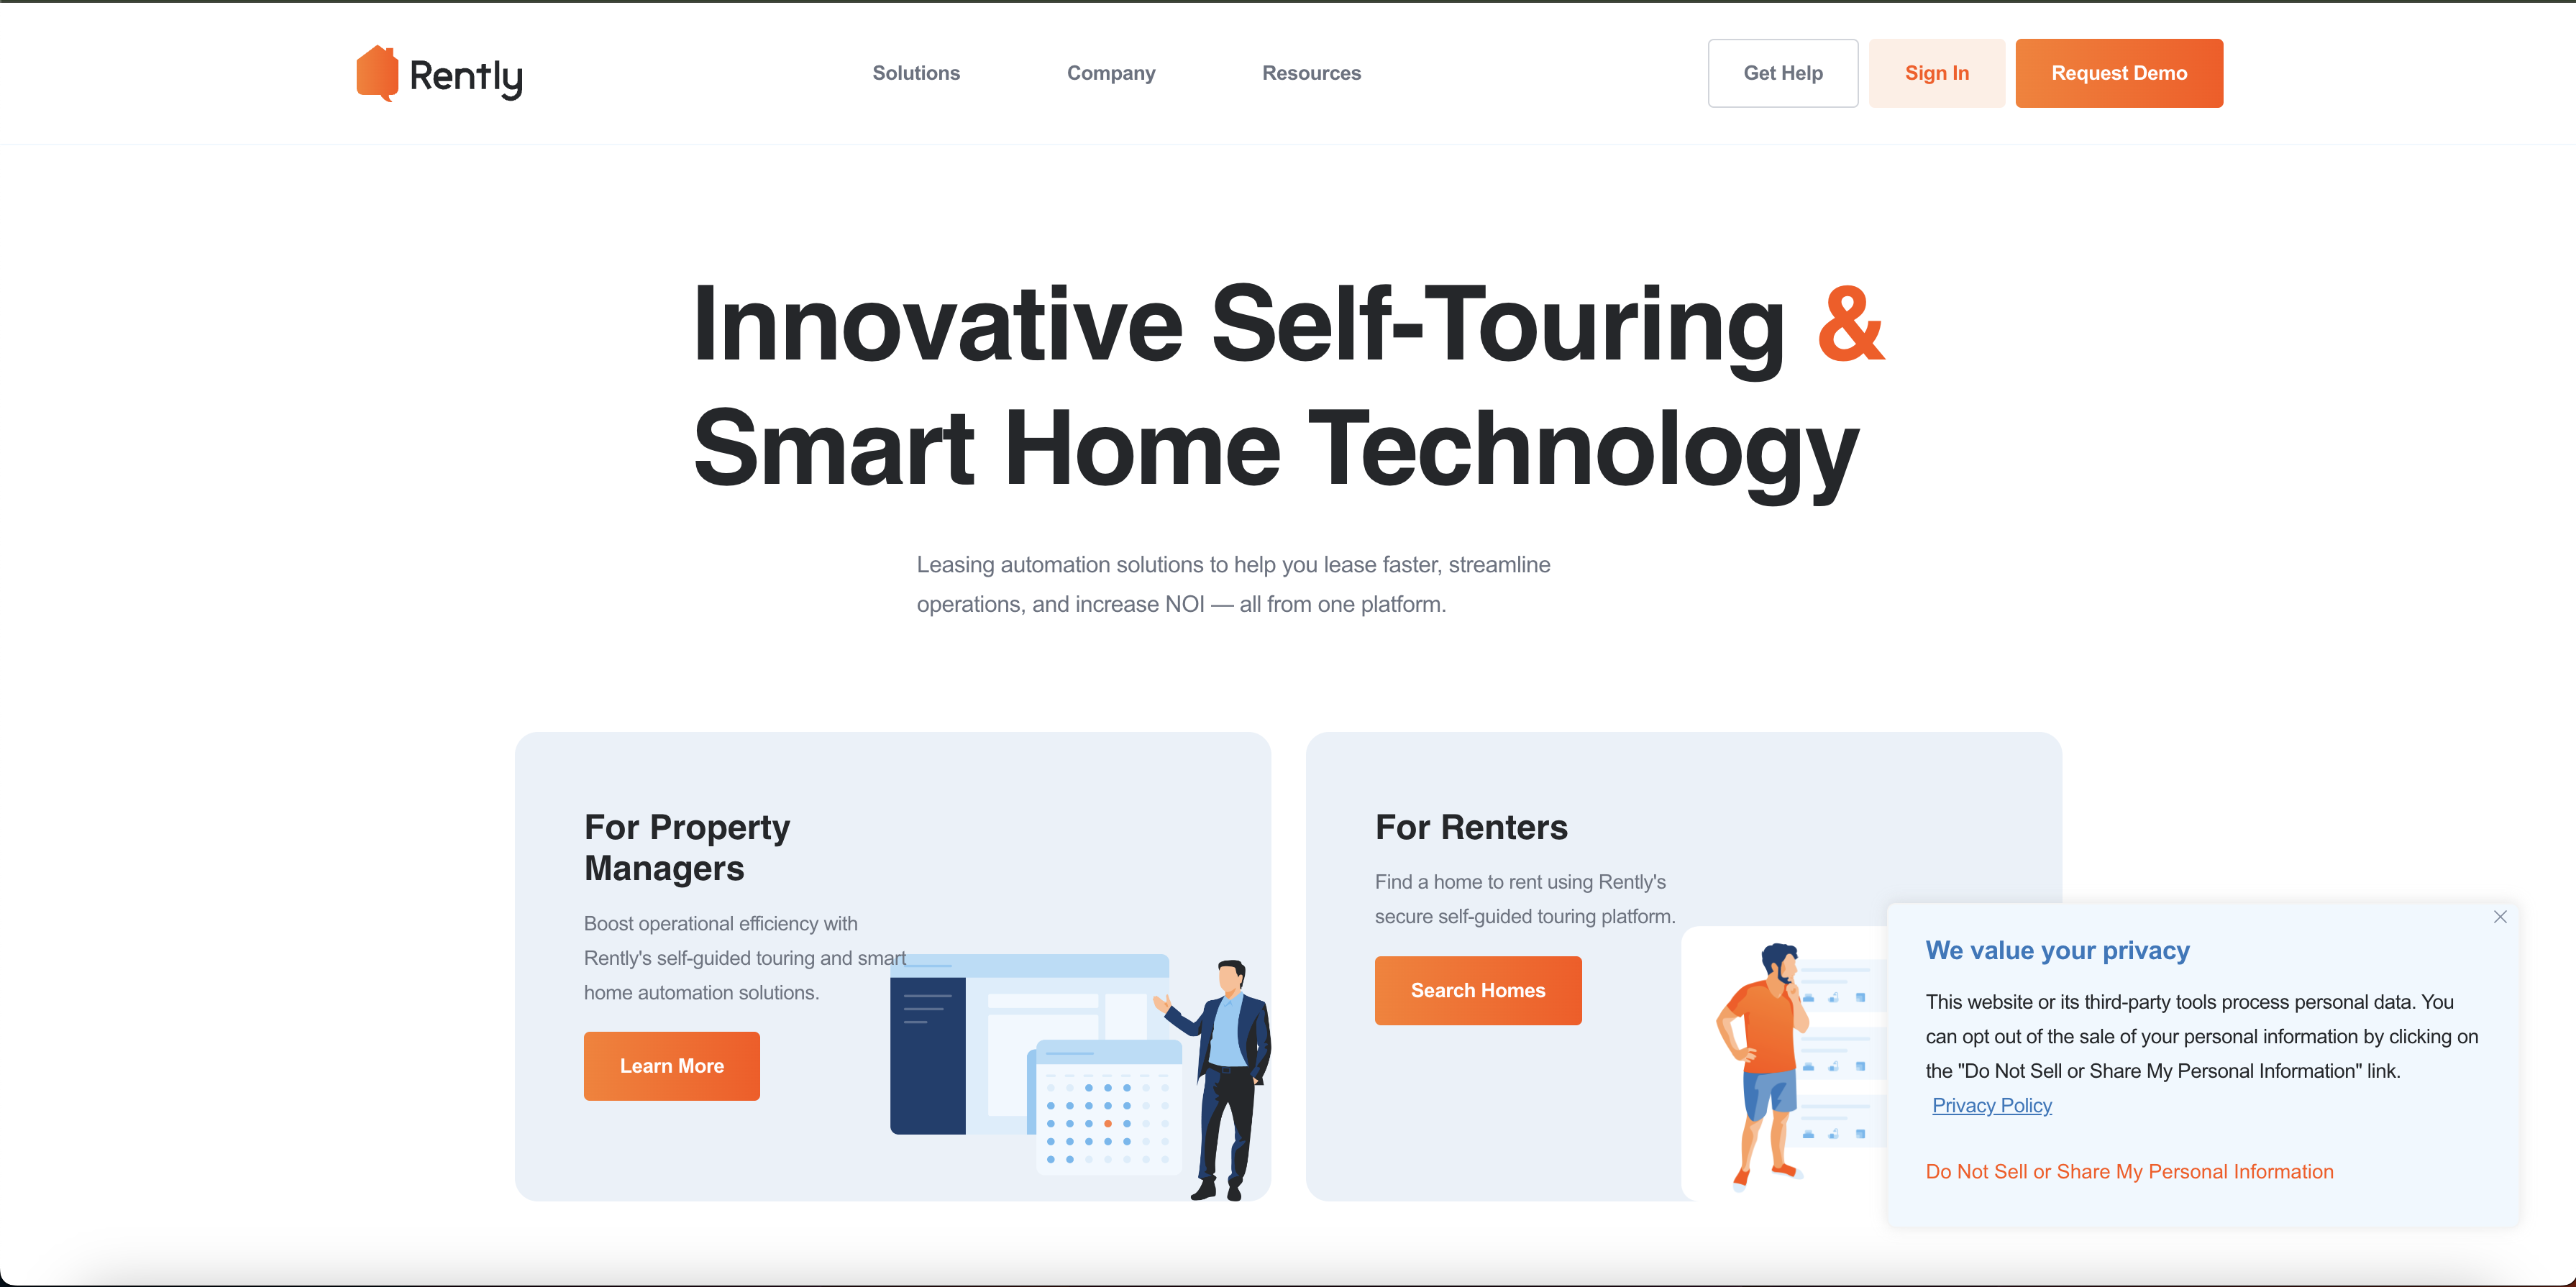 Rently
Solutions
Company
Resources
Get Help
Sign In
Request Demo
Innovative Self-Touring &
Smart Home Technology
Leasing automation solutions to help you lease faster, streamline
operations, and increase NOI — all from one platform.
For Property
Managers
Boost operational efficiency with
Rently's self-guided touring and smart
home automation solutions.
Learn More
For Renters
Find a home to rent using Rently's
secure self-guided touring platform.
Search Homes
We value your privacy
This website or its third-party tools process personal data. You
can opt out of the sale of your personal information by clicking on
the "Do Not Sell or Share My Personal Information" link.
Privacy Policy
Do Not Sell or Share My Personal Information